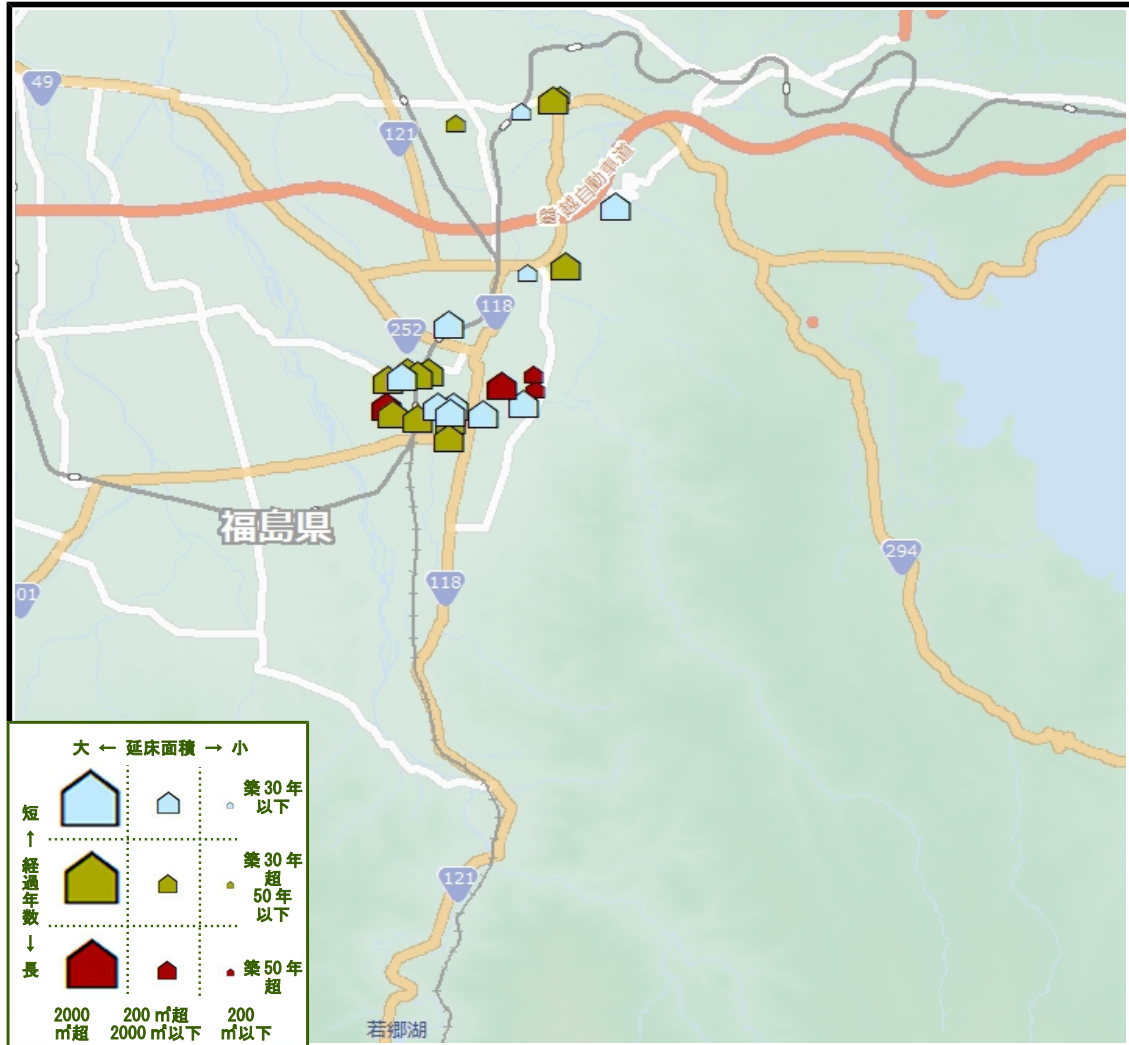 49
121
磐越自動車道
118
252
福島県
294
118
01
121
若郷湖
大 ← 延床面積 → 小
短
↑
経過年数
↓
長
築30年
以下
築30年
超
50年
以下
築50年
超
2000
㎡超
200㎡超
2000㎡以下
200
㎡以下